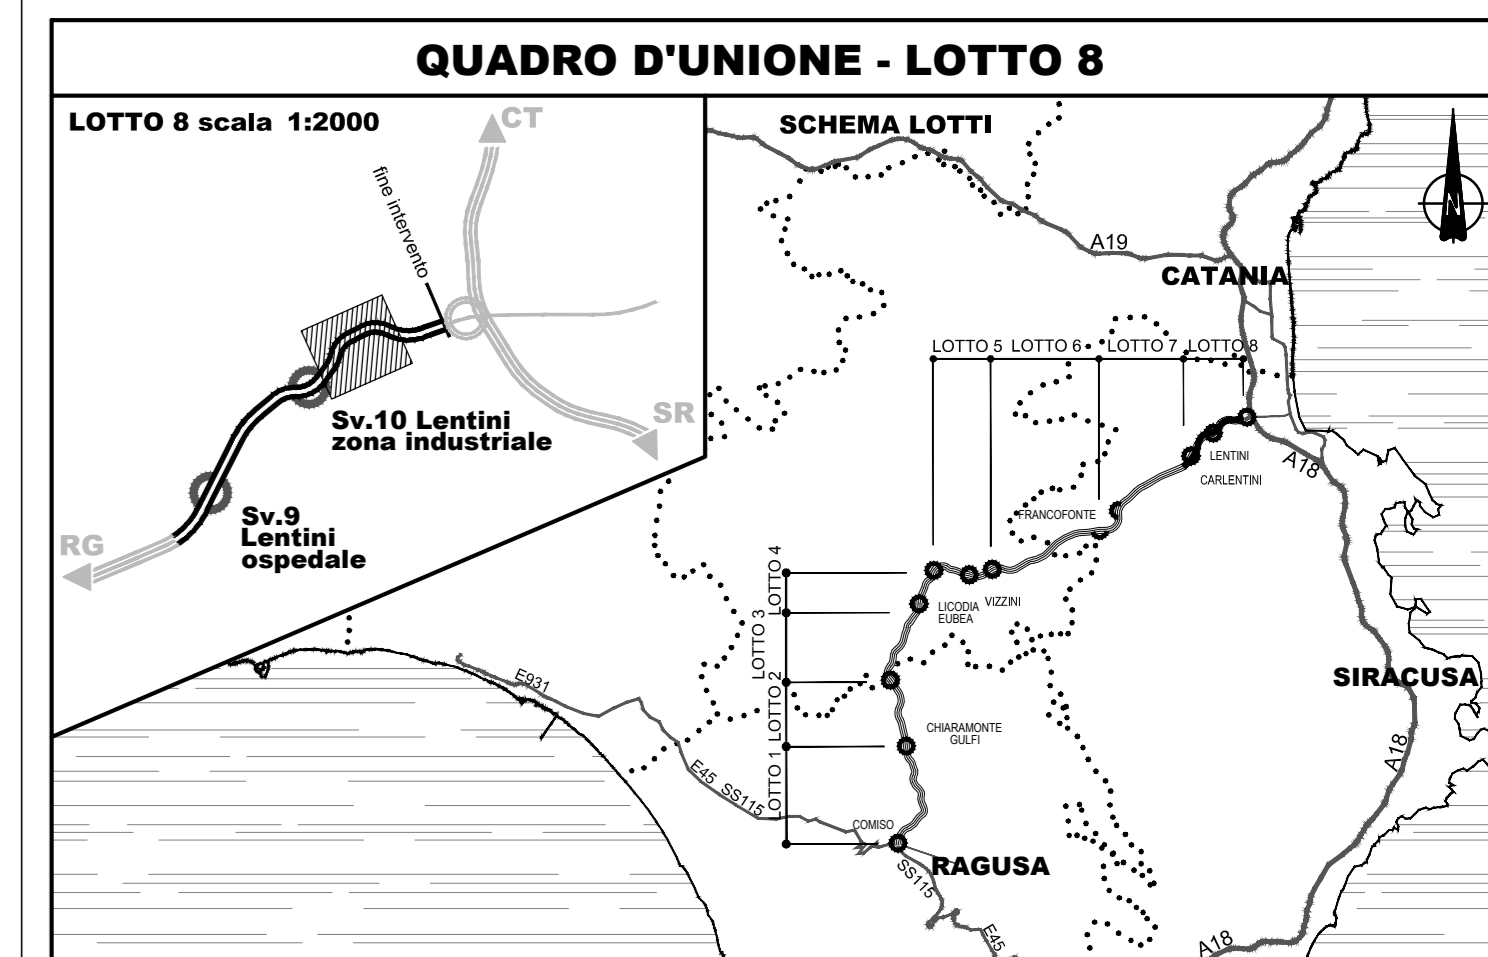 QUADRO D'UNIONE - LOTTO 8
LOTTO 8 scala 1:2000
CT
fine intervento
SR
Sv.10 Lentini
zona industriale
Sv.9
Lentini
ospedale
RG
SCHEMA LOTTI
N
A19
CATANIA
LOTTO 5
LOTTO 6
LOTTO 7
LOTTO 8
LENTINI
CARLENTINI
A18
FRANCOFONTE
LOTTO 4
LOTTO 3
LOTTO 2
LOTTO 1
VIZZINI
LICODIA
EUBEA
SIRACUSA
E931
CHIARAMONTE
GULFI
A18
E45 SS115
COMISO
RAGUSA
SS115
E45
A18